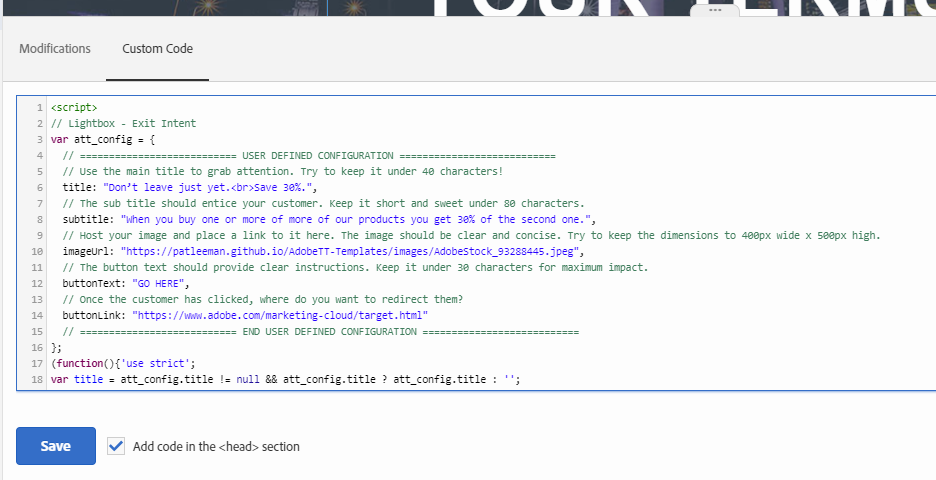 YOUR TERMS
Modifications
Custom Code
1 <script>
2 // Lightbox - Exit Intent
3 var att_config = {
4 // =========================== USER DEFINED CONFIGURATION ===========================
5 // Use the main title to grab attention. Try to keep it under 40 characters!
6 title: "Don’t leave just yet.<br>Save 30%.",
7 // The sub title should entice your customer. Keep it short and sweet under 80 characters.
8 subtitle: "When you buy one or more of more of our products you get 30% of the second one.",
9 // Host your image and place a link to it here. The image should be clear and concise. Try to keep the dimensions to 400px wide x 500px high.
10 imageUrl: "https://patleeman.github.io/AdobeTT-Templates/images/AdobeStock_93288445.jpeg",
11 // The button text should provide clear instructions. Keep it under 30 characters for maximum impact.
12 buttonText: "GO HERE",
13 // Once the customer has clicked, where do you want to redirect them?
14 buttonLink: "https://www.adobe.com/marketing-cloud/target.html"
15 // =========================== END USER DEFINED CONFIGURATION ===========================
16 };
17 (function(){'use strict';
18 var title = att_config.title != null && att_config.title ? att_config.title : '';
Save
Add code in the <head> section